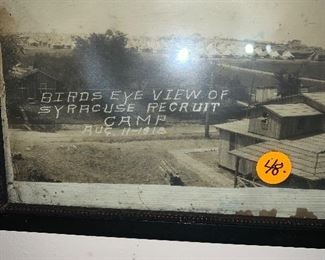 BIRDS EYE VIEW OF
SYRACUSE RECRUIT
CAMP
AUG. 11-1918
48.